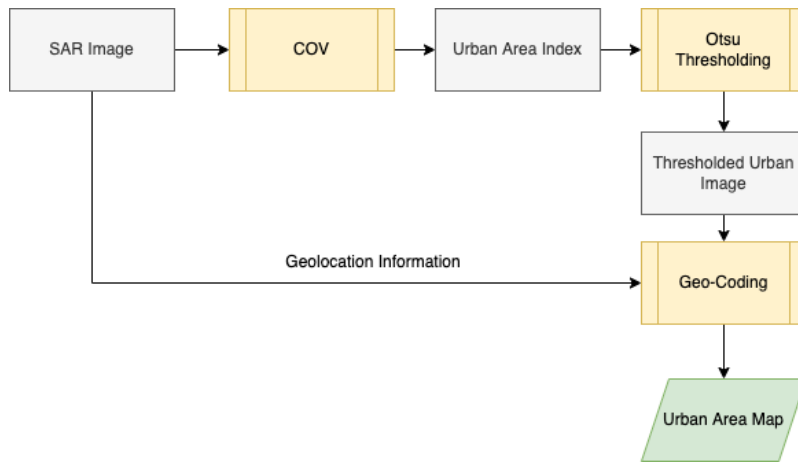 SAR Image
COV
Urban Area Index
Otsu
Thresholding
Thresholded Urban
Image
Geolocation Information
Geo-Coding
Urban Area Map